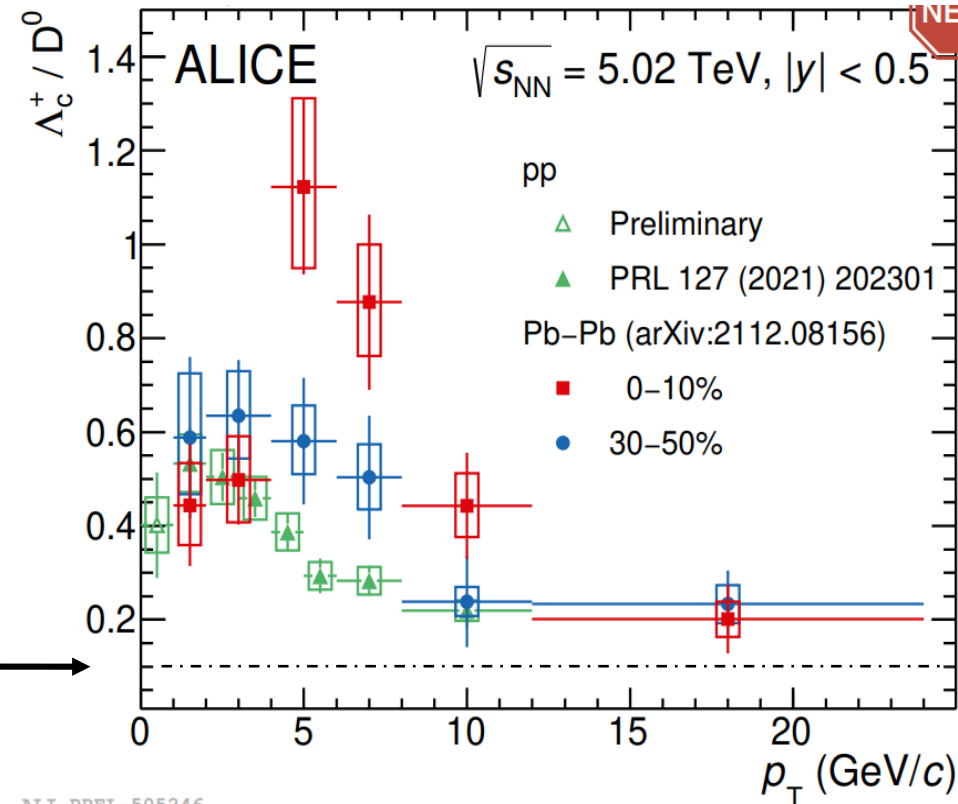 NE
Λc+ / D0
ALICE
√sNN = 5.02 TeV, |y| < 0.5
pp
Preliminary
PRL 127 (2021) 202301
Pb−Pb (arXiv:2112.08156)
0−10%
30−50%
1.4
1.2
1
0.8
0.6
0.4
0.2
0 5 10 15 20
pT (GeV/c)